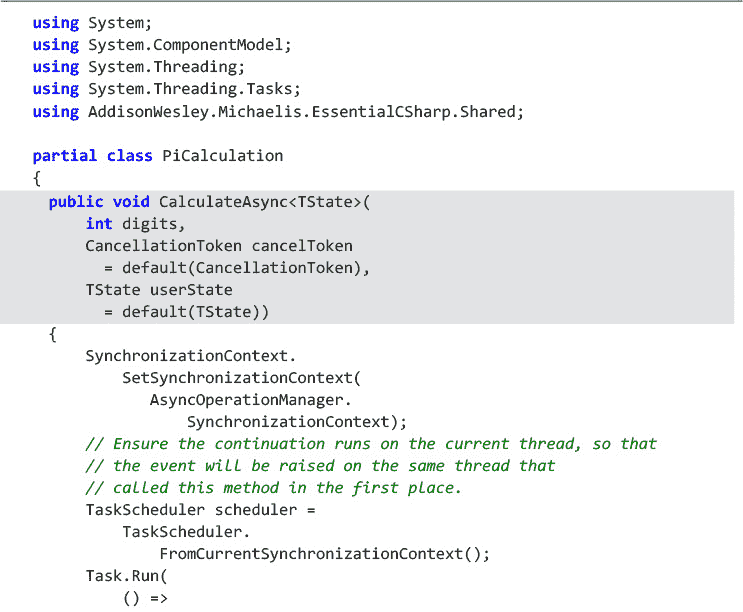 using System;
using System.ComponentModel;
using System.Threading;
using System.Threading.Tasks;
using AddisonWesley.Michaelis.EssentialCSharp.Shared;

partial class PiCalculation
{
  public void CalculateAsync<TState>(
      int digits,
      CancellationToken cancelToken
        = default(CancellationToken),
      TState userState
        = default(TState))
  {
      SynchronizationContext.
          SetSynchronizationContext(
             AsyncOperationManager.
                 SynchronizationContext);
      // Ensure the continuation runs on the current thread, so that
      // the event will be raised on the same thread that
      // called this method in the first place.
      TaskScheduler scheduler =
          TaskScheduler.
              FromCurrentSynchronizationContext();
      Task.Run(
          () =>